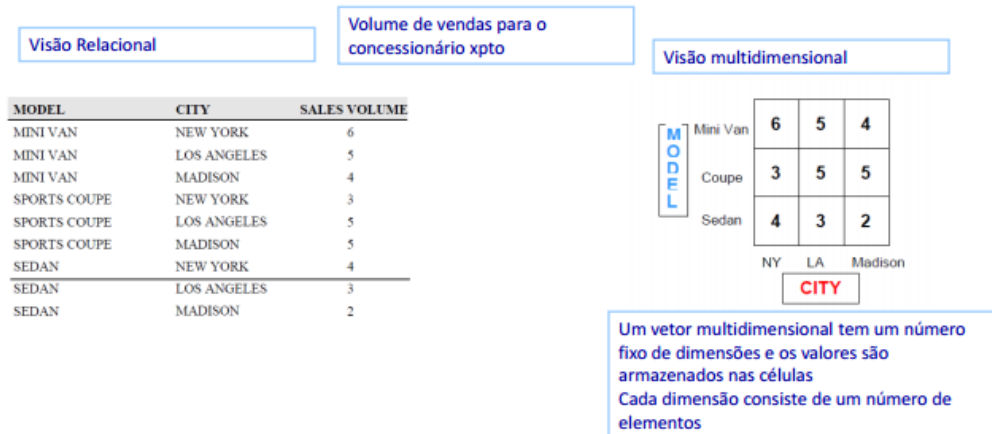 Visão Relacional
Volume de vendas para o
concessionário xpto
Visão multidimensional
MODEL CITY SALES VOLUME
MINI VAN NEW YORK 6
MINI VAN LOS ANGELES 5
MINI VAN MADISON 4
SPORTS COUPE NEW YORK 3
SPORTS COUPE LOS ANGELES 5
SPORTS COUPE MADISON 5
SEDAN NEW YORK 4
SEDAN LOS ANGELES 3
SEDAN MADISON 2
MODEL
Mini Van 6 5 4
Coupe 3 5 5
Sedan 4 3 2
NY LA Madison
CITY
Um vetor multidimensional tem um número
fixo de dimensões e os valores são
armazenados nas células
Cada dimensão consiste de um número de
elementos